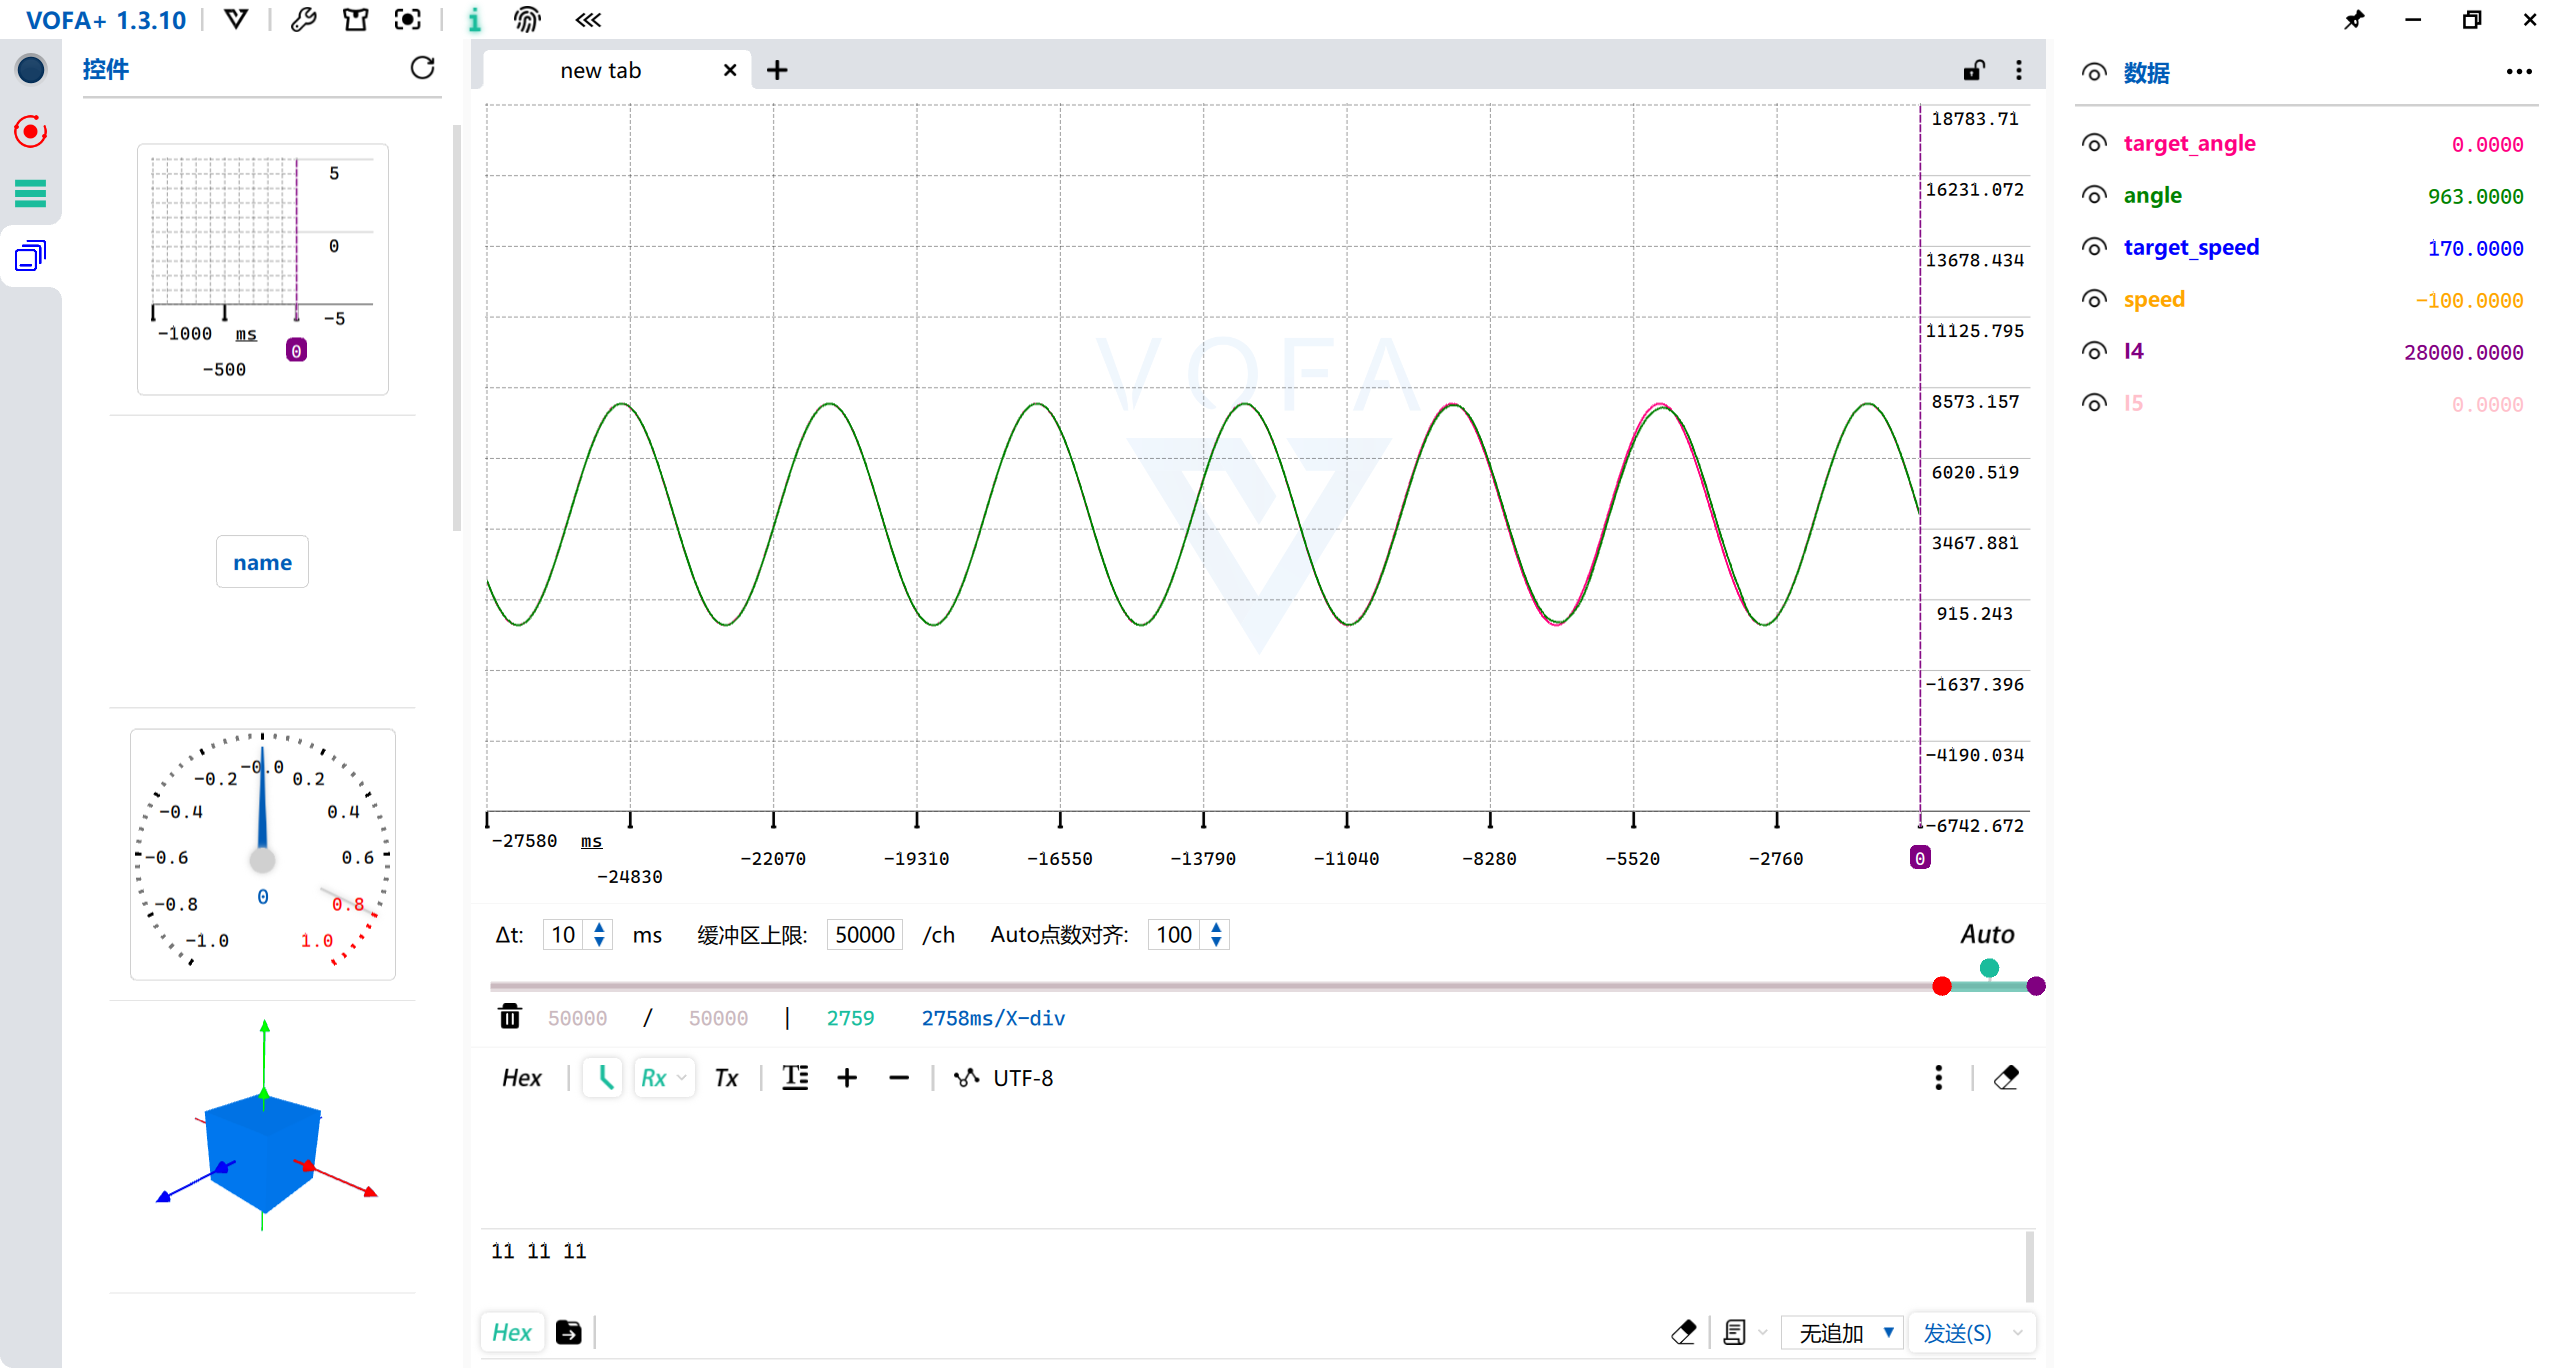 VOFA+ 1.3.10
控件
new tab
数据
5
0
-5
-1000 ms
0
-500
name
-0.0
-0.2
0.2
-0.4
0.4
-0.6
0.6
-0.8
0
0.8
-1.0
1.0
VOFA
18783.71
16231.072
13678.434
11125.795
8573.157
6020.519
3467.881
915.243
-1637.396
-4190.034
-6742.672
-27580 ms
-24830
-22070
-19310
-16550
-13790
-11040
-8280
-5520
-2760
0
Δt: 10 ms 缓冲区上限: 50000 /ch Auto点数对齐: 100 Auto
50000 / 50000 | 2759 2758ms/X-div
Hex Rx Tx UTF-8
11 11 11
Hex 无追加 发送(S)
target_angle 0.0000
angle 963.0000
target_speed 170.0000
speed -100.0000
I4 28000.0000
I5 0.0000